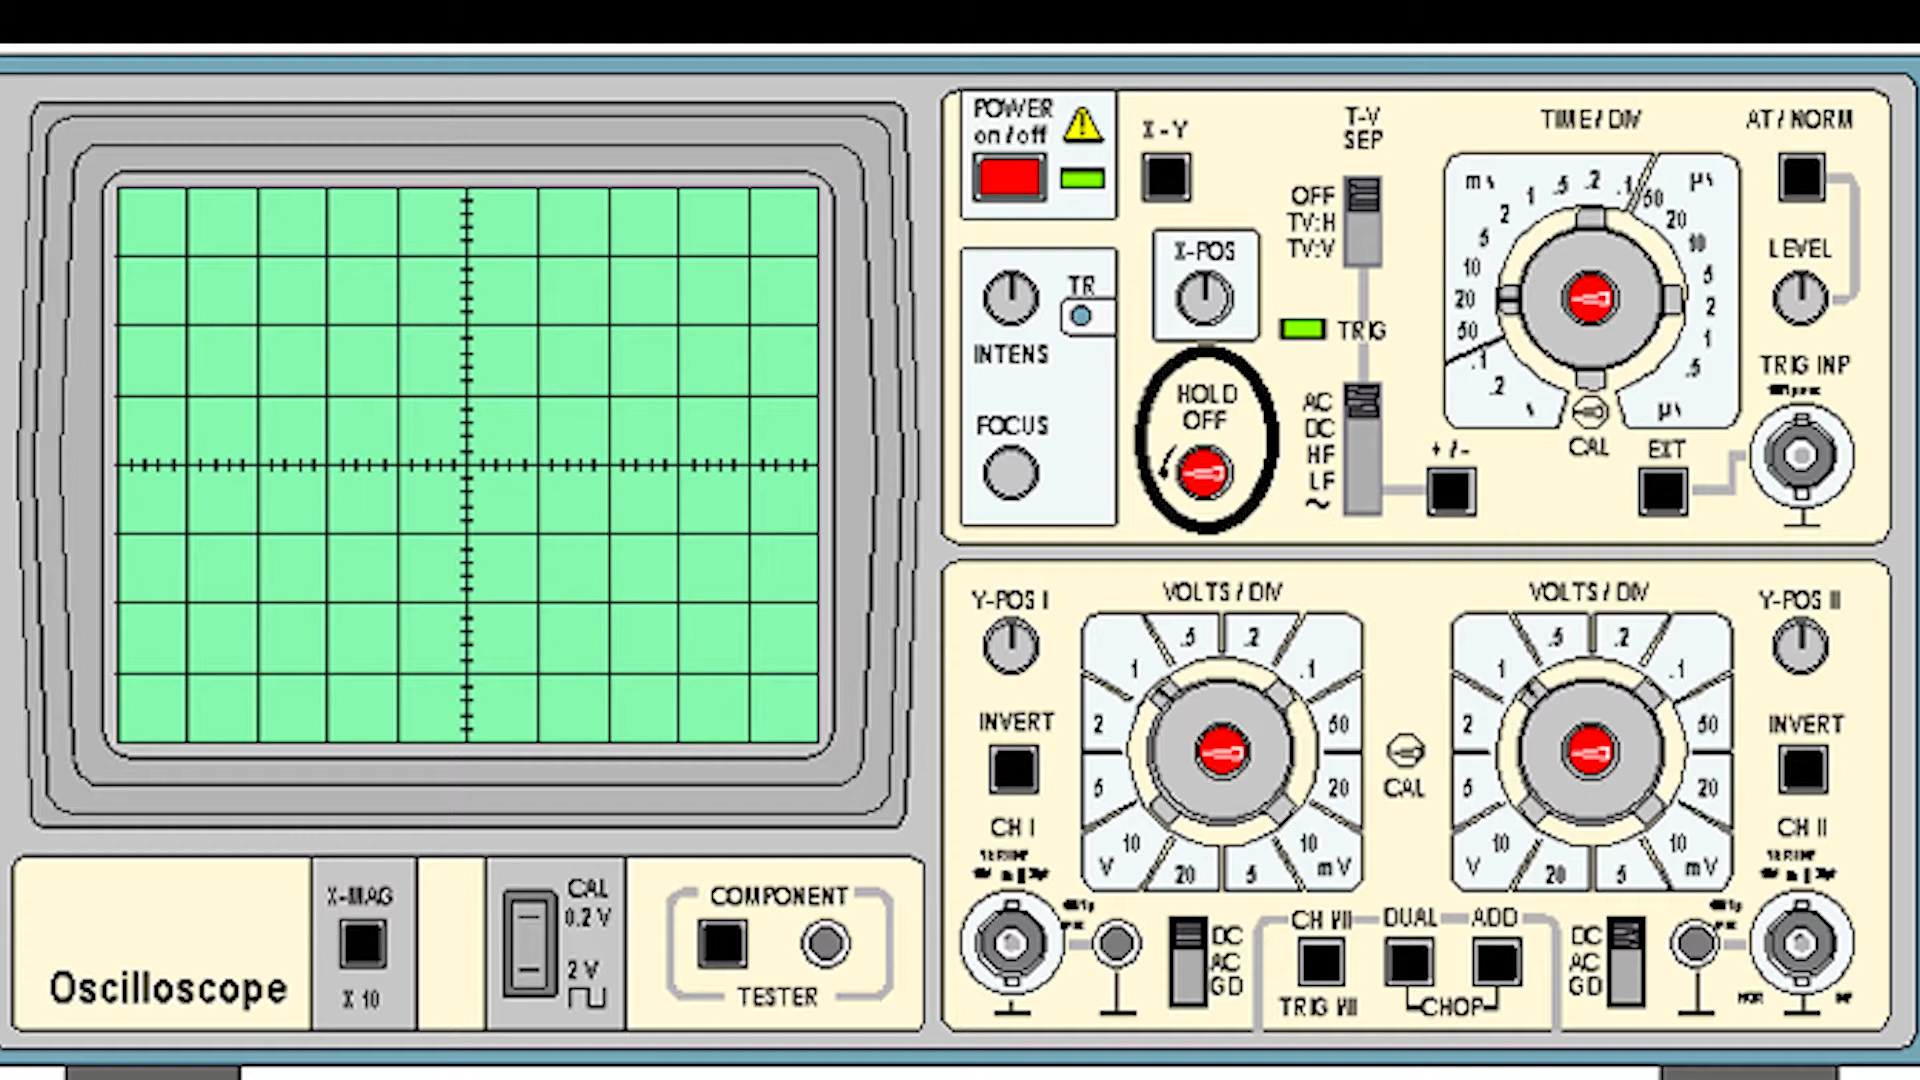 POWER
on / off
X - Y
T-V
SEP
TIME / DIV
AT / NORM
OFF
TV:H
TV:V
ms .5 .2 .1 50 µs
1 20
2 10
5 5
10 2
20 1
50 .5
.1
.2
s µs
CAL
X-POS
LEVEL
TR
INTENS
TRIG
TRIG INP
HOLD
OFF
FOCUS
AC
DC
HF
LF
~
+ / -
EXT
Y-POS I
VOLTS / DIV
VOLTS / DIV
Y-POS II
.5 .2
1 .1
2 50
5 20
10 10
V 20 5 mV
.5 .2
1 .1
2 50
5 20
10 10
V 20 5 mV
INVERT
CAL
INVERT
CH I
CH II
X-MAG
X 10
CAL
0.2 V
2 V
COMPONENT
TESTER
Oscilloscope
DC
AC
GD
CH I/II
DUAL
ADD
TRIG I/II
CHOP
DC
AC
GD